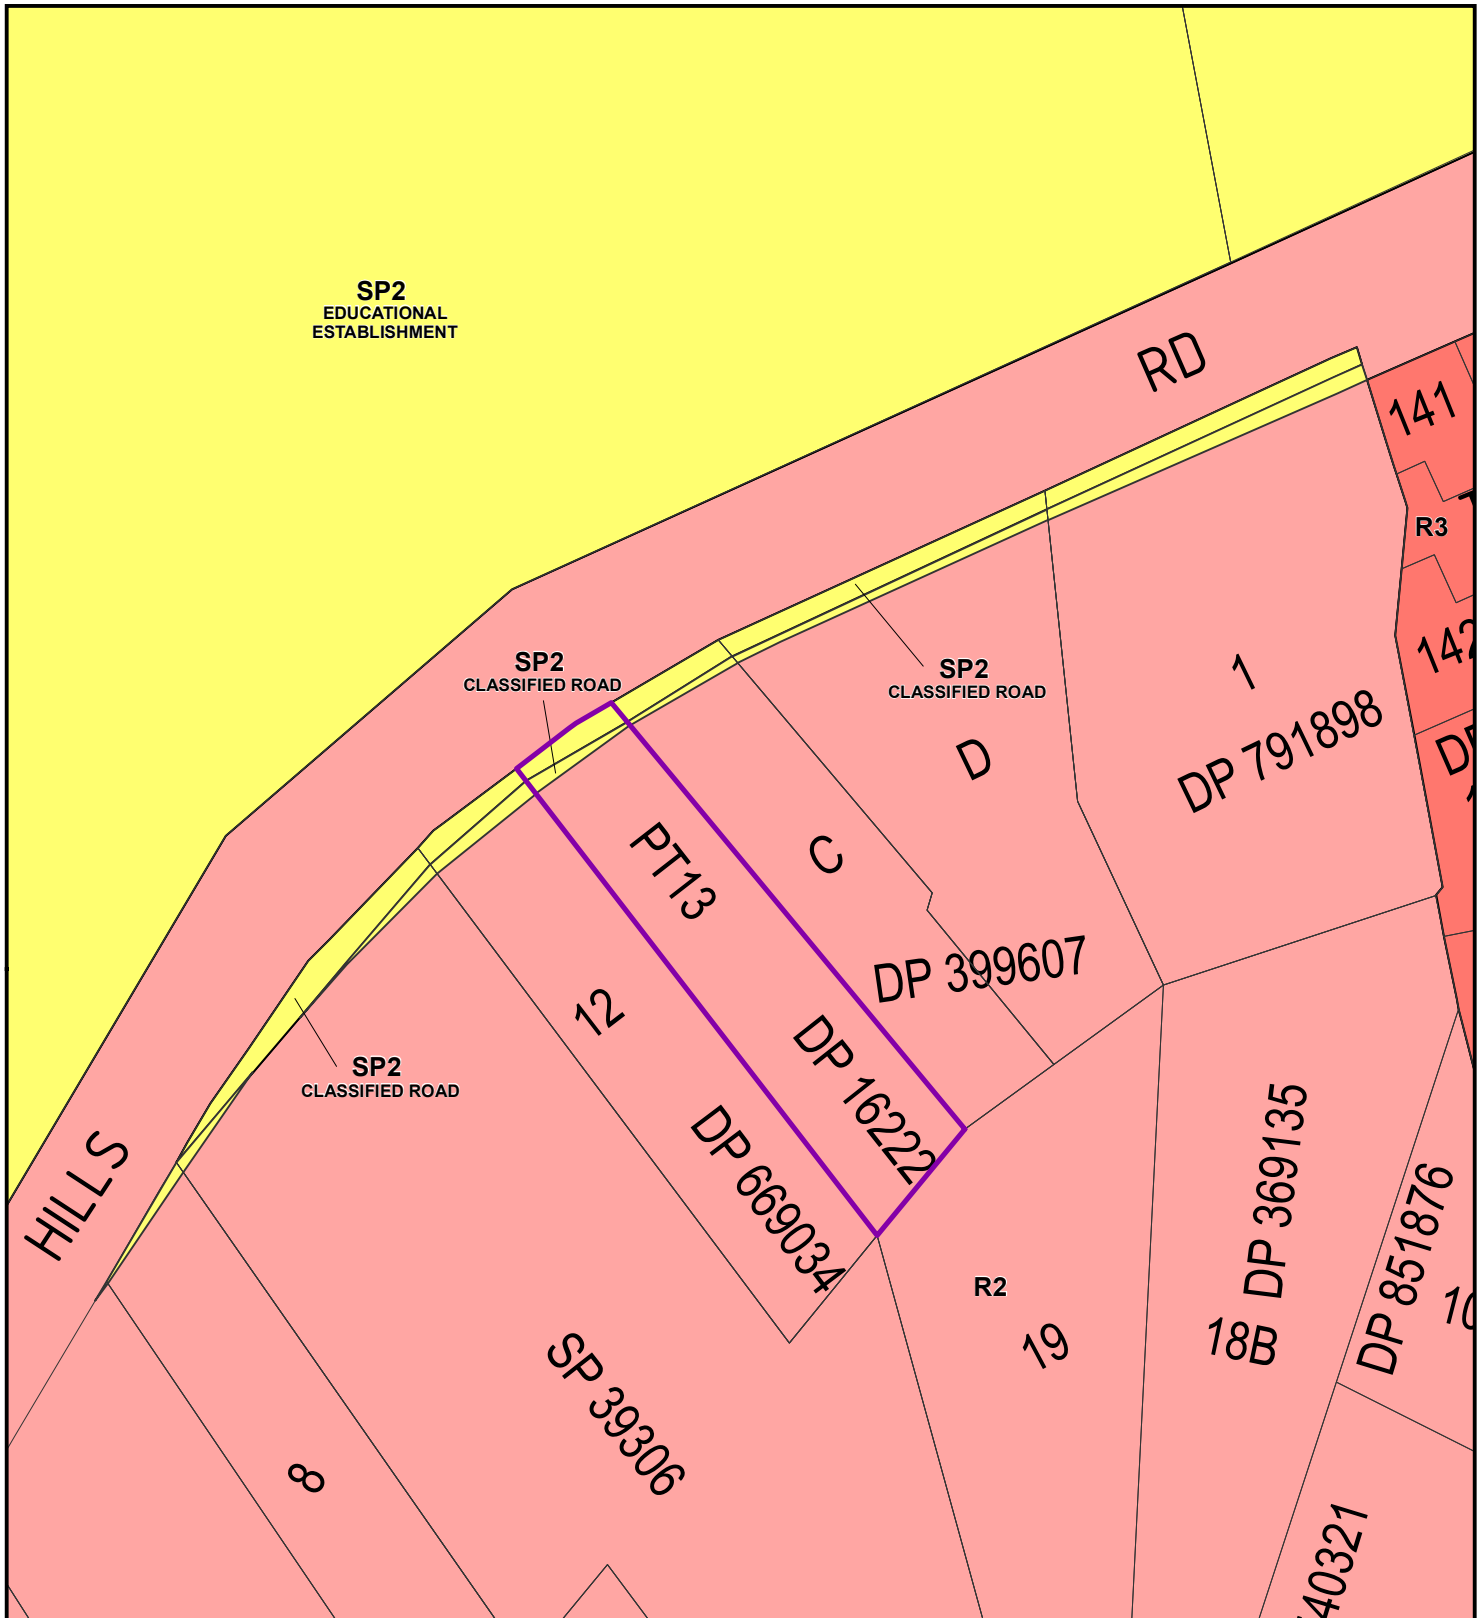 SP2
EDUCATIONAL
ESTABLISHMENT
RD
141
R3
142
SP2
CLASSIFIED ROAD
SP2
CLASSIFIED ROAD
1
DP 791898
D
C
PT13
DP 399607
12
DP 16222
SP2
CLASSIFIED ROAD
HILLS
DP 669034
DP 369135
DP 851876
R2
19
18B
10
SP 39306
8
40321